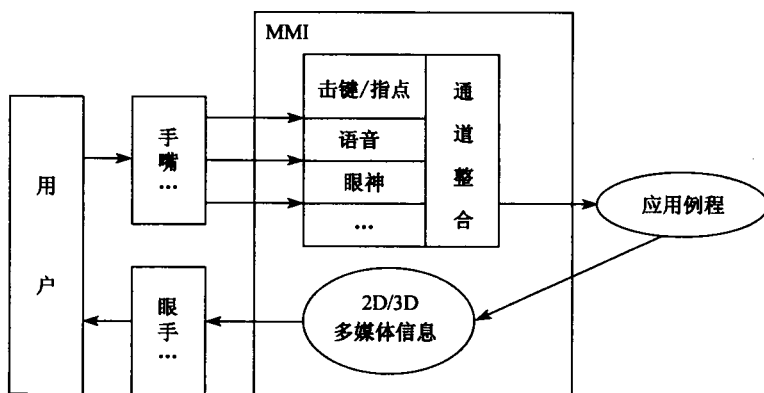 MMI
用户
手
嘴
…
击键/指点
语音
眼神
…
通道整合
应用例程
眼
手
…
2D/3D
多媒体信息